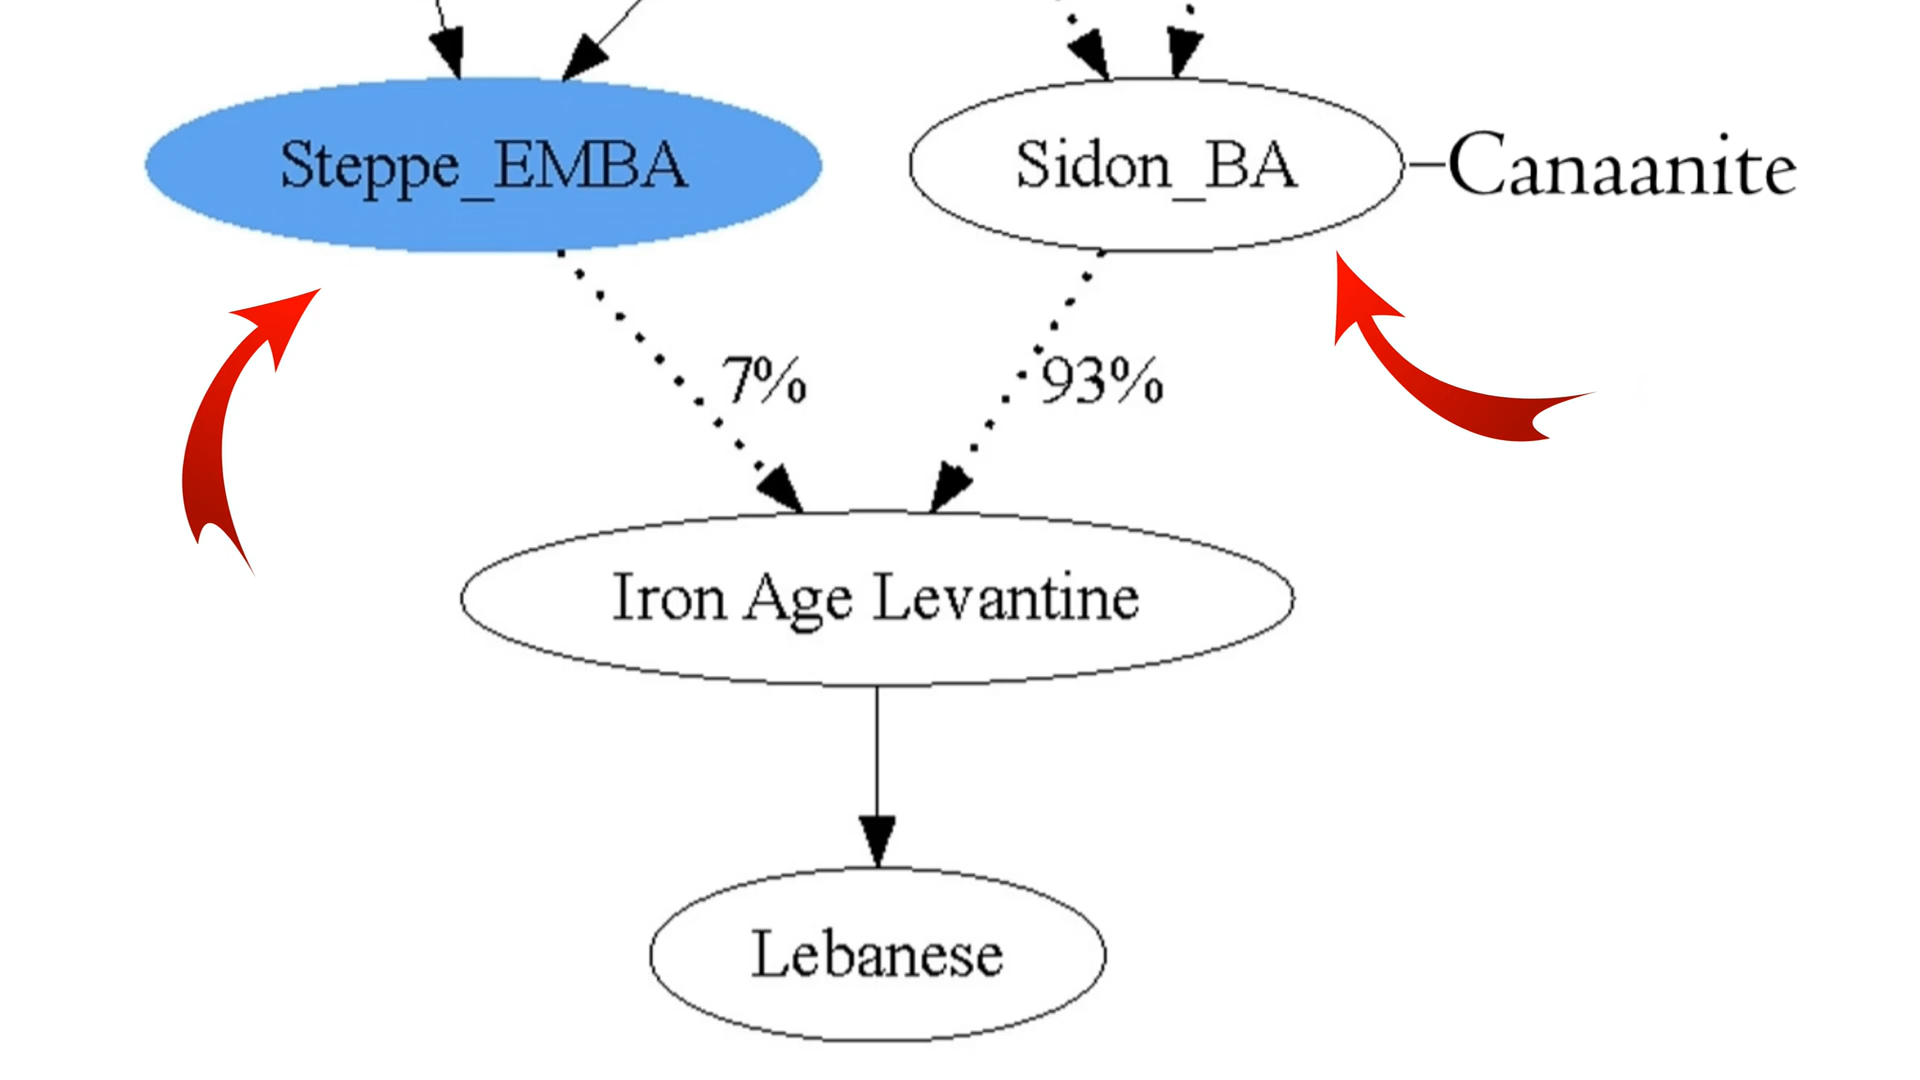 Steppe_EMBA
Sidon_BA
–Canaanite
7%
93%
Iron Age Levantine
Lebanese